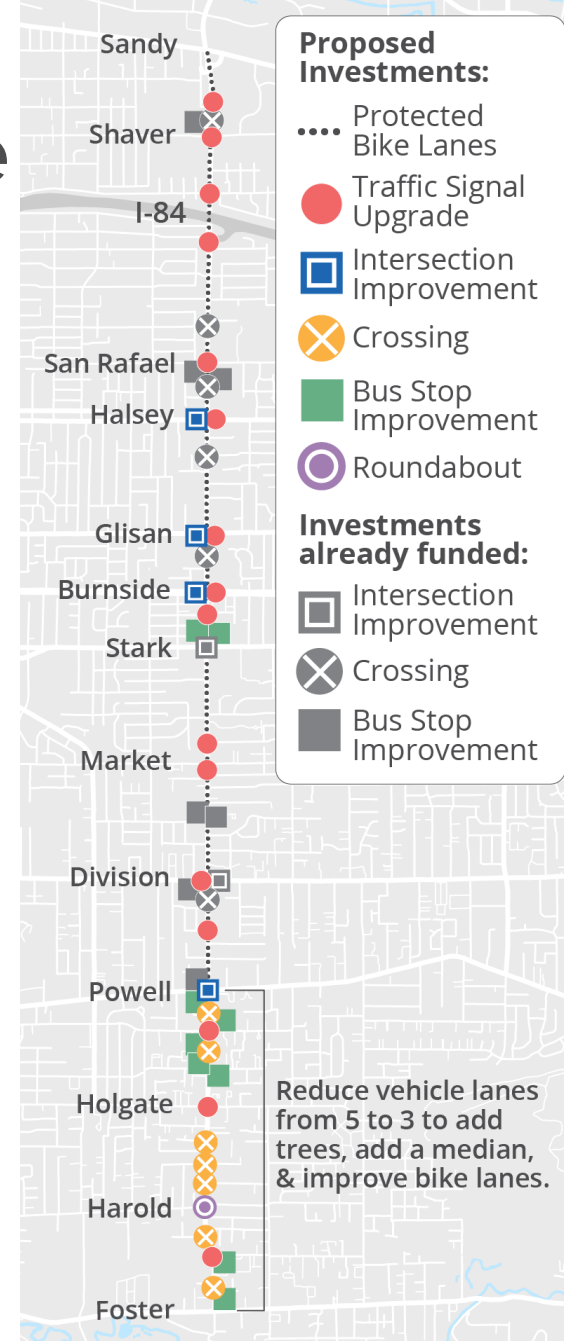 e
Sandy
Shaver
I-84
San Rafael
Halsey
Glisan
Burnside
Stark
Market
Division
Powell
Holgate
Harold
Foster
Proposed
Investments:
Protected
Bike Lanes
Traffic Signal
Upgrade
Intersection
Improvement
Crossing
Bus Stop
Improvement
Roundabout
Investments
already funded:
Intersection
Improvement
Crossing
Bus Stop
Improvement
Reduce vehicle lanes
from 5 to 3 to add
trees, add a median,
& improve bike lanes.